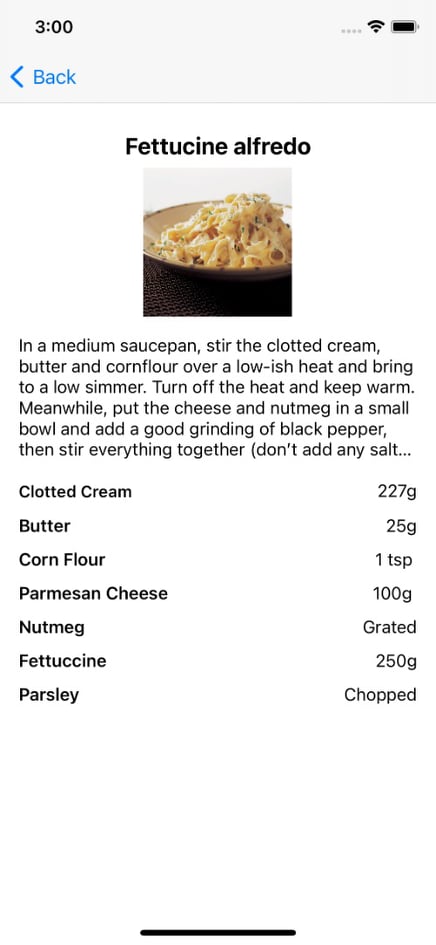 3:00
Back
Fettucine alfredo
In a medium saucepan, stir the clotted cream,
butter and cornflour over a low-ish heat and bring
to a low simmer. Turn off the heat and keep warm.
Meanwhile, put the cheese and nutmeg in a small
bowl and add a good grinding of black pepper,
then stir everything together (don’t add any salt...
Clotted Cream 227g
Butter 25g
Corn Flour 1 tsp
Parmesan Cheese 100g
Nutmeg Grated
Fettuccine 250g
Parsley Chopped